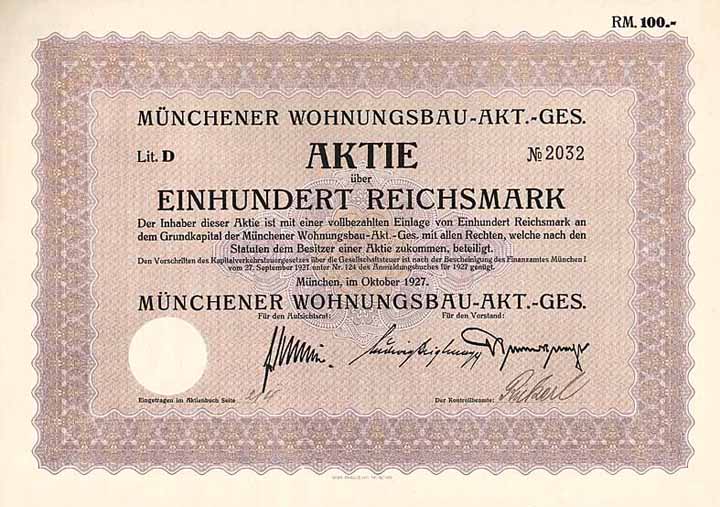 RM. 100.-
MÜNCHENER WOHNUNGSBAU-AKT.-GES.
Lit. D AKTIE № 2032
über
EINHUNDERT REICHSMARK
Der Inhaber dieser Aktie ist mit einer vollbezahlten Einlage von Einhundert Reichsmark an
dem Grundkapital der Münchener Wohnungsbau-Akt.-Ges. mit allen Rechten, welche nach den
Statuten dem Besitzer einer Aktie zukommen, beteiligt.
Den Vorschriften des Kapitalverkehrsteuergesetzes über die Gesellschaftsteuer ist nach der Bescheinigung des Finanzamtes München I
vom 27. September 1927 unter Nr. 124 des Anmeldungsbuches für 1927 genügt.
München, im Oktober 1927.
MÜNCHENER WOHNUNGSBAU-AKT.-GES.
Für den Aufsichtsrat: Für den Vorstand:
Eingetragen im Aktienbuch Seite
Der Kontrollbeamte: